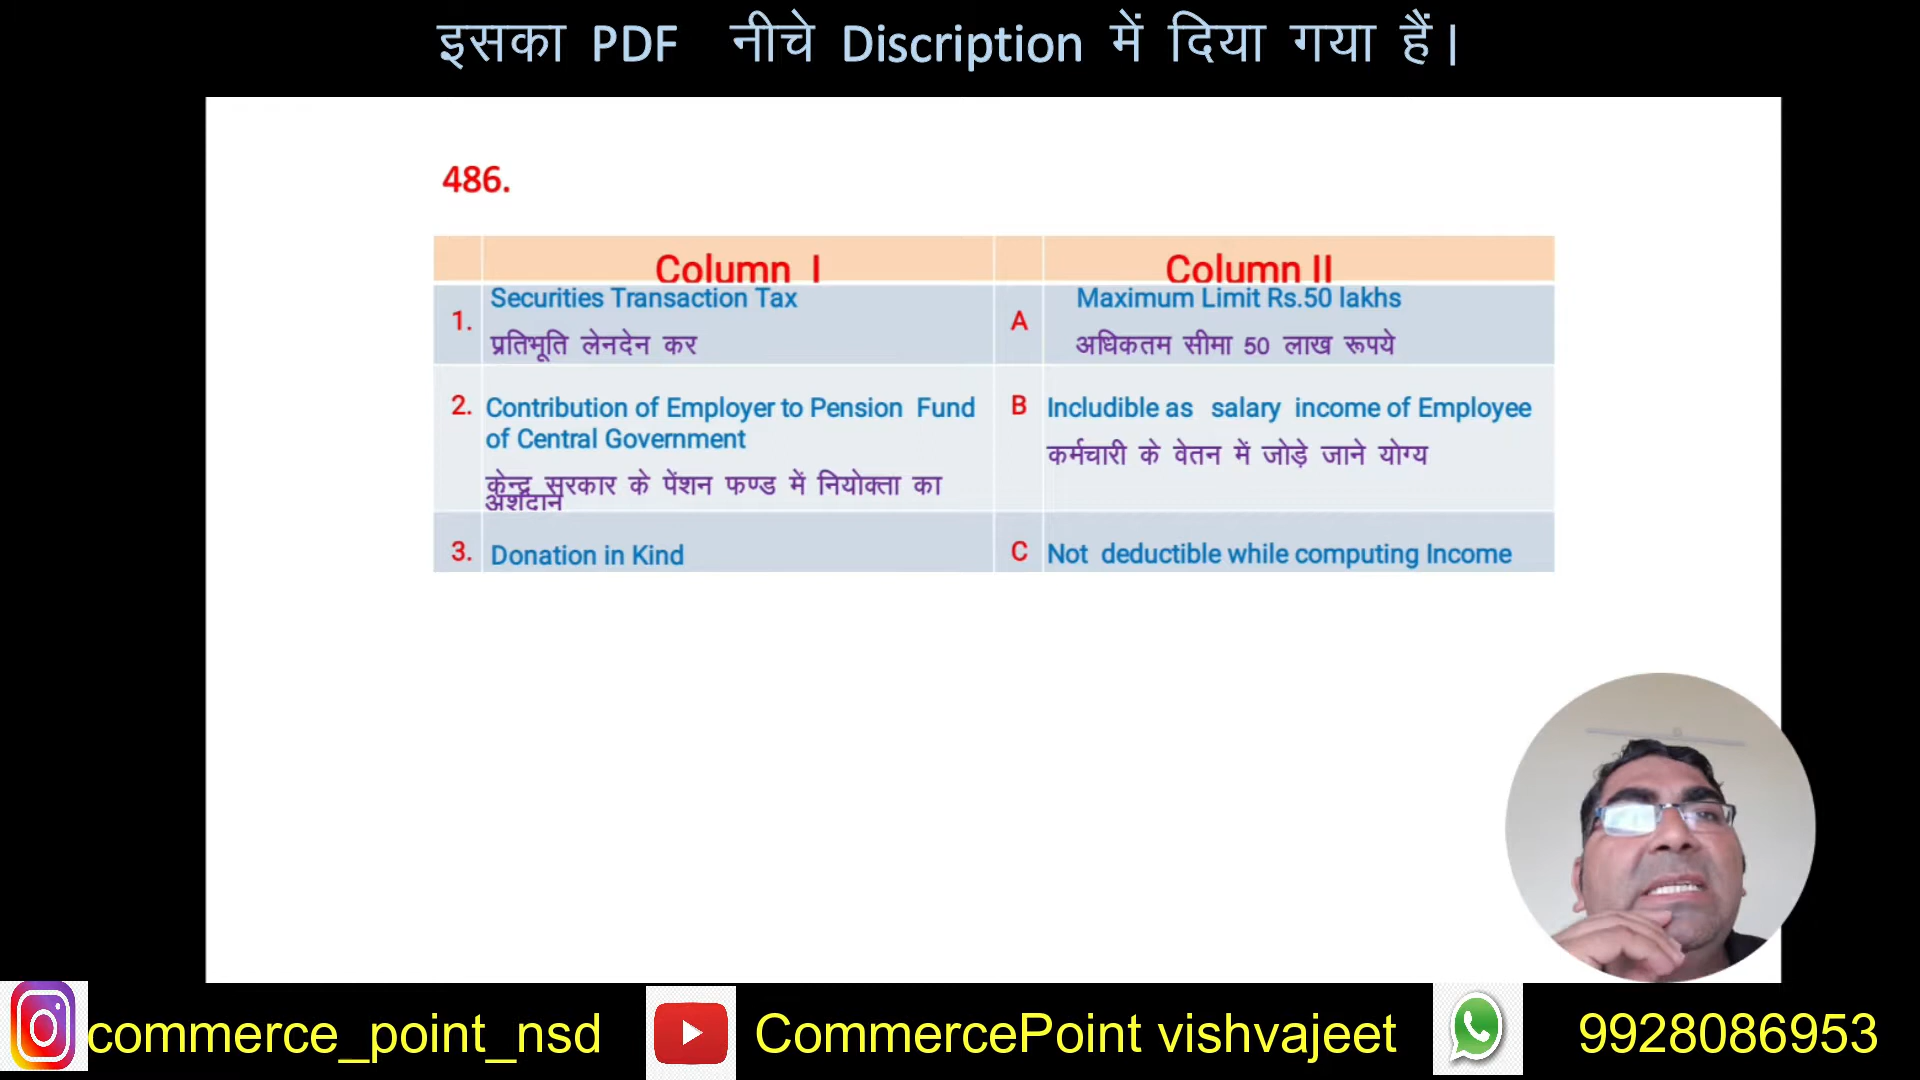 इसका PDF नीचे Discription में दिया गया हैं।
486.
Column I
Column II
1.
Securities Transaction Tax
प्रतिभूति लेनदेन कर
A
Maximum Limit Rs.50 lakhs
अधिकतम सीमा 50 लाख रूपये
2.
Contribution of Employer to Pension Fund
of Central Government
केन्द्र सरकार के पेंशन फण्ड में नियोक्ता का
अंशदान
B
Includible as salary income of Employee
कर्मचारी के वेतन में जोड़े जाने योग्य
3.
Donation in Kind
C
Not deductible while computing Income
commerce_point_nsd
CommercePoint vishvajeet
9928086953